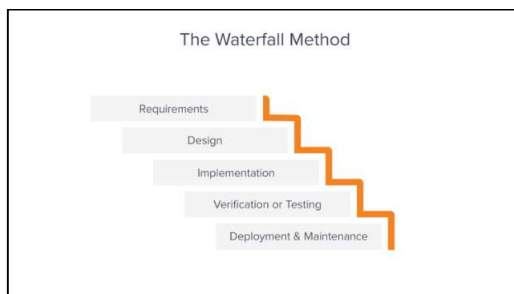 The Waterfall Method
Requirements
Design
Implementation
Verification or Testing
Deployment & Maintenance